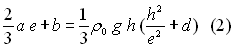 2/3 a e + b = 1/3 ρ₀ g h (h²/e² + d)  (2)